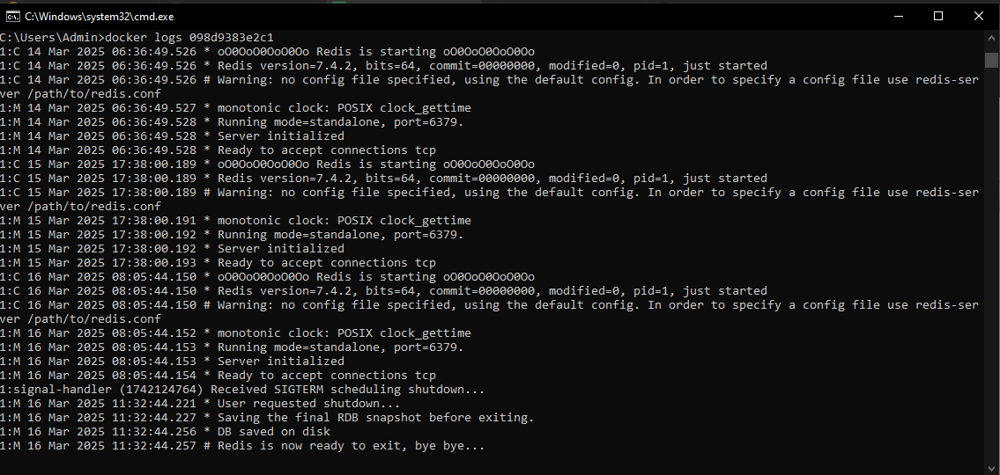 C:\Windows\system32\cmd.exe
C:\Users\Admin>docker logs 098d9383e2c1
1:C 14 Mar 2025 06:36:49.526 * oO0OoO0OoO0Oo Redis is starting oO0OoO0OoO0Oo
1:C 14 Mar 2025 06:36:49.526 * Redis version=7.4.2, bits=64, commit=00000000, modified=0, pid=1, just started
1:C 14 Mar 2025 06:36:49.526 # Warning: no config file specified, using the default config. In order to specify a config file use redis-ser
ver /path/to/redis.conf
1:M 14 Mar 2025 06:36:49.527 * monotonic clock: POSIX clock_gettime
1:M 14 Mar 2025 06:36:49.528 * Running mode=standalone, port=6379.
1:M 14 Mar 2025 06:36:49.528 * Server initialized
1:M 14 Mar 2025 06:36:49.528 * Ready to accept connections tcp
1:C 15 Mar 2025 17:38:00.189 * oO0OoO0OoO0Oo Redis is starting oO0OoO0OoO0Oo
1:C 15 Mar 2025 17:38:00.189 * Redis version=7.4.2, bits=64, commit=00000000, modified=0, pid=1, just started
1:C 15 Mar 2025 17:38:00.189 # Warning: no config file specified, using the default config. In order to specify a config file use redis-ser
ver /path/to/redis.conf
1:M 15 Mar 2025 17:38:00.191 * monotonic clock: POSIX clock_gettime
1:M 15 Mar 2025 17:38:00.192 * Running mode=standalone, port=6379.
1:M 15 Mar 2025 17:38:00.192 * Server initialized
1:M 15 Mar 2025 17:38:00.193 * Ready to accept connections tcp
1:C 16 Mar 2025 08:05:44.150 * oO0OoO0OoO0Oo Redis is starting oO0OoO0OoO0Oo
1:C 16 Mar 2025 08:05:44.150 * Redis version=7.4.2, bits=64, commit=00000000, modified=0, pid=1, just started
1:C 16 Mar 2025 08:05:44.150 # Warning: no config file specified, using the default config. In order to specify a config file use redis-ser
ver /path/to/redis.conf
1:M 16 Mar 2025 08:05:44.152 * monotonic clock: POSIX clock_gettime
1:M 16 Mar 2025 08:05:44.153 * Running mode=standalone, port=6379.
1:M 16 Mar 2025 08:05:44.153 * Server initialized
1:M 16 Mar 2025 08:05:44.154 * Ready to accept connections tcp
1:signal-handler (1742124764) Received SIGTERM scheduling shutdown...
1:M 16 Mar 2025 11:32:44.221 * User requested shutdown...
1:M 16 Mar 2025 11:32:44.227 * Saving the final RDB snapshot before exiting.
1:M 16 Mar 2025 11:32:44.256 * DB saved on disk
1:M 16 Mar 2025 11:32:44.257 # Redis is now ready to exit, bye bye...